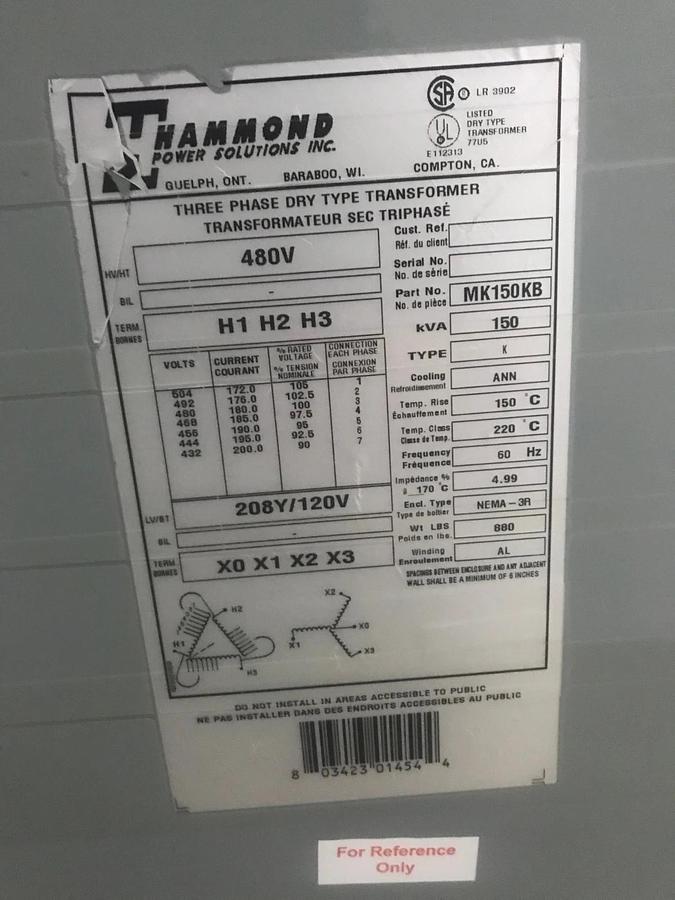 HAMMOND
POWER SOLUTIONS INC.
GUELPH, ONT. BARABOO, WI. COMPTON, CA.
SA LR 3902
UL LISTED
DRY TYPE
TRANSFORMER
77U5
E112313
THREE PHASE DRY TYPE TRANSFORMER
TRANSFORMATEUR SEC TRIPHASÉ
HV/HT 480V
BIL -
TERM. H1 H2 H3
BORNES
VOLTS CURRENT COURANT % RATED VOLTAGE % TENSION NOMINALE CONNECTION EACH PHASE CONNEXION PAR PHASE
504 172.0 105 1
492 176.0 102.5 2
480 180.0 100 3
468 185.0 97.5 4
456 190.0 95 5
444 195.0 92.5 6
432 200.0 90 7
LV/BT 208Y/120V
BIL -
TERM. X0 X1 X2 X3
BORNES
Cust. Ref.
Réf. du client
Serial No.
No. de série
Part No. MK150KB
No. de pièce
kVA 150
TYPE K
Cooling ANN
Refroidissement
Temp. Rise 150 °C
Échauffement
Temp. Class 220 °C
Classe de Temp.
Frequency 60 Hz
Fréquence
Impédance % 4.99
@ 170 °C
Encl. Type NEMA-3R
Type de boîtier
Wt LBS 880
Poids en lbs.
Winding AL
Enroulement
SPACINGS BETWEEN ENCLOSURE AND ANY ADJACENT
WALL SHALL BE A MINIMUM OF 6 INCHES
H2
H1
H3
X2
X0
X1
X3
DO NOT INSTALL IN AREAS ACCESSIBLE TO PUBLIC
NE PAS INSTALLER DANS DES ENDROITS ACCESSIBLES AU PUBLIC
8 03423 01454 4
For Reference
Only